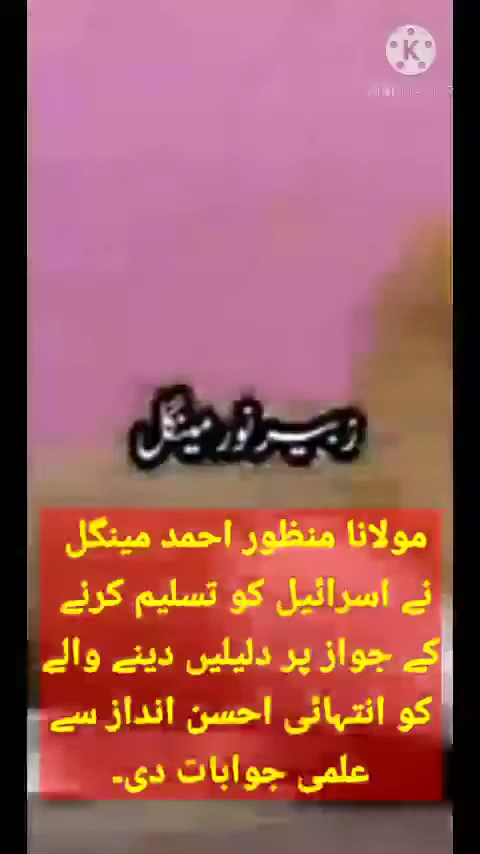 K
زبیر نور مینگل
مولانا منظور احمد مینگل
نے اسرائیل کو تسلیم کرنے
کے جواز پر دلیلیں دینے والے
کو انتہائی احسن انداز سے
علمی جوابات دی۔